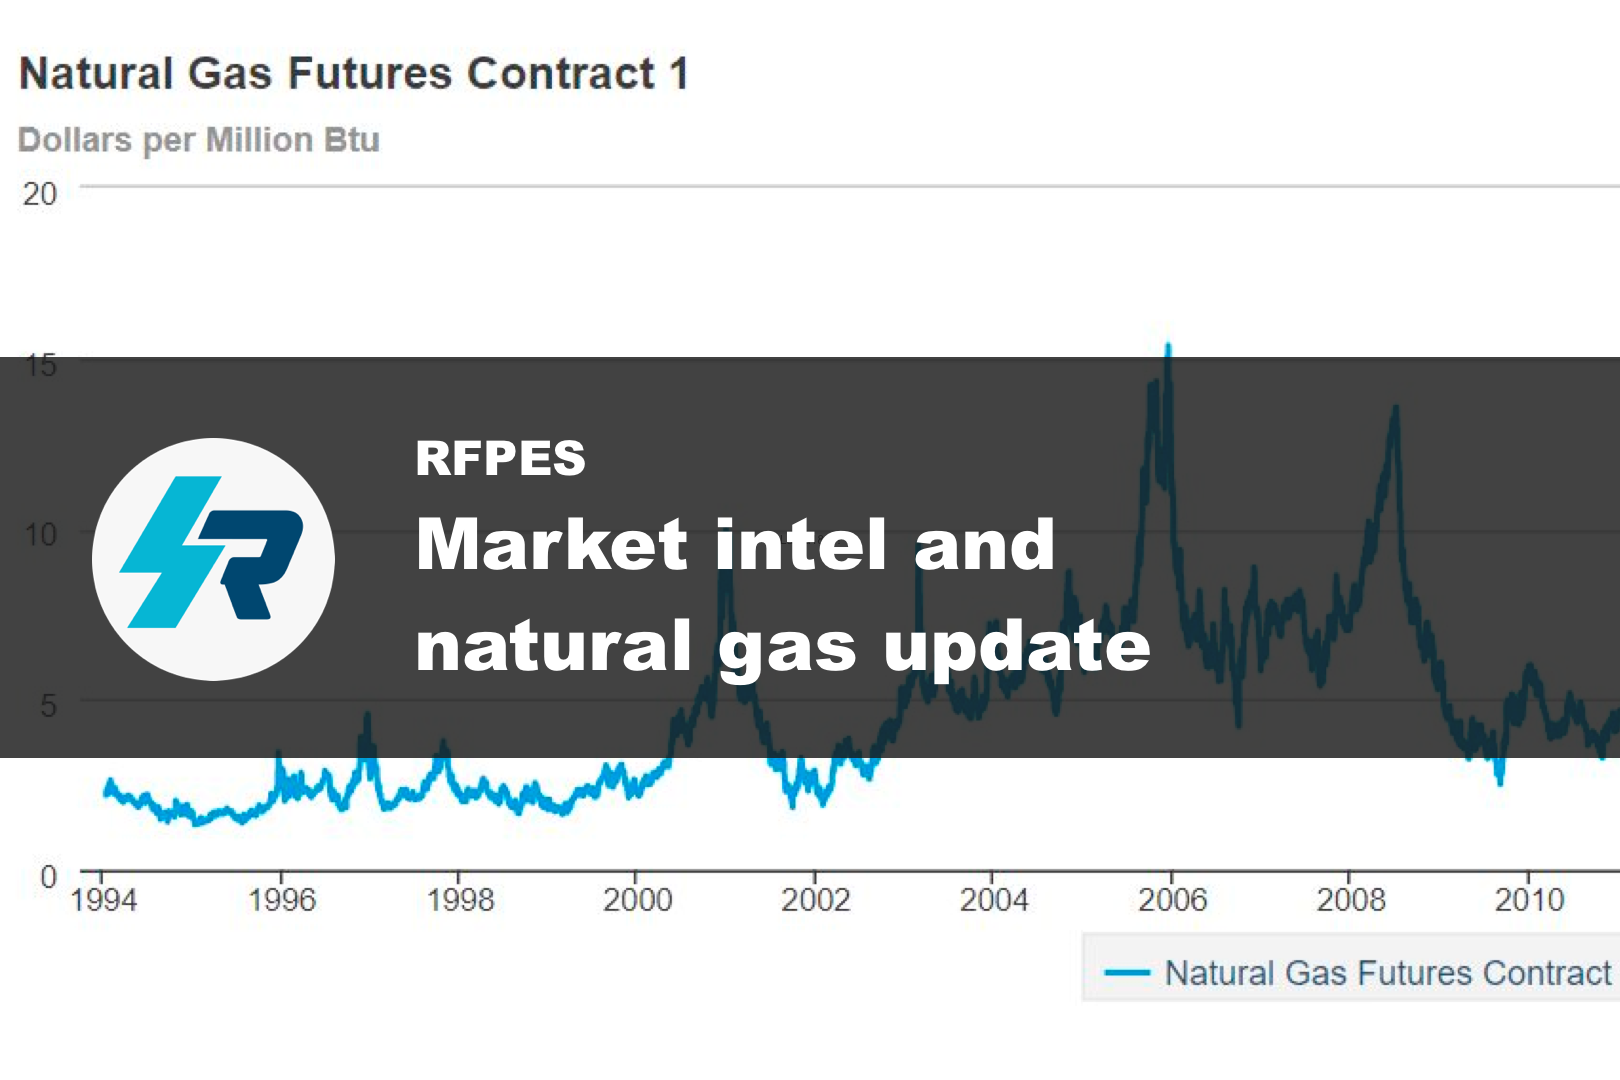 Natural Gas Futures Contract 1
Dollars per Million Btu
20
15
RFPES
Market intel and
10
natural gas update
5
0
1994 1996 1998 2000 2002 2004 2006 2008 2010
Natural Gas Futures Contract